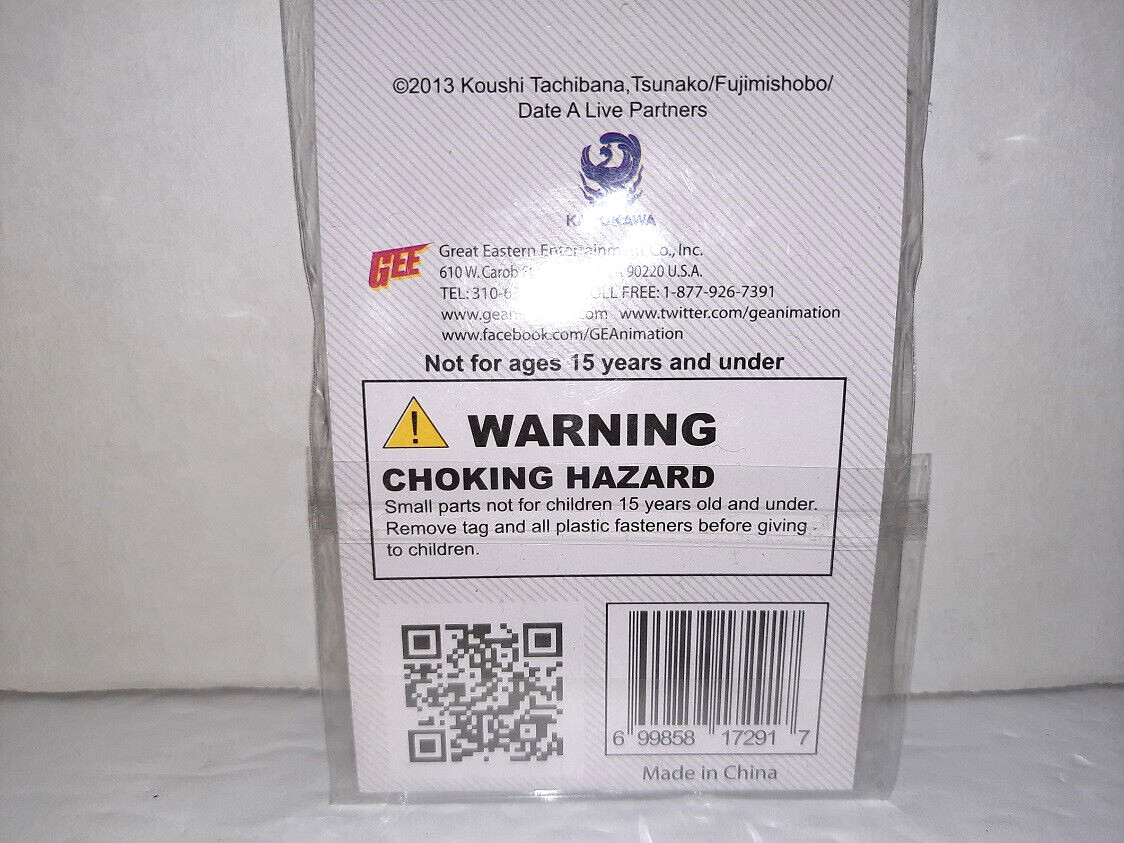 ©2013 Koushi Tachibana,Tsunako/Fujimishobo/
Date A Live Partners
GEE
Great Eastern Co., Inc.
610 W. Carob 90220 U.S.A.
TEL: 310- FREE: 1-877-926-7391
www.twitter.com/geanimation
www.facebook.com/GEAnimation
Not for ages 15 years and under
WARNING
CHOKING HAZARD
Small parts not for children 15 years old and under.
Remove tag and all plastic fasteners before giving
to children.
6 99858 17291 7
Made in China